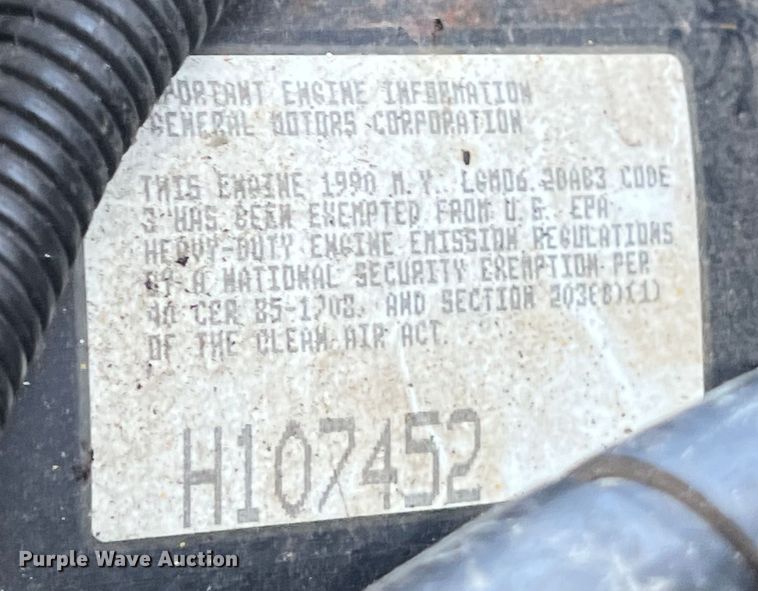 PORTANT ENGINE INFORMATION
GENERAL MOTORS CORPORATION
THIS ENGINE 1990 M.Y. LGM06.2DAB3 CODE
3 HAS BEEN EXEMPTED FROM U.S. EPA
HEAVY-DUTY ENGINE EMISSION REGULATIONS
BY A NATIONAL SECURITY EXEMPTION PER
40 CFR 85-1708, AND SECTION 203(B)(1)
OF THE CLEAN AIR ACT.
H107452
Purple Wave Auction